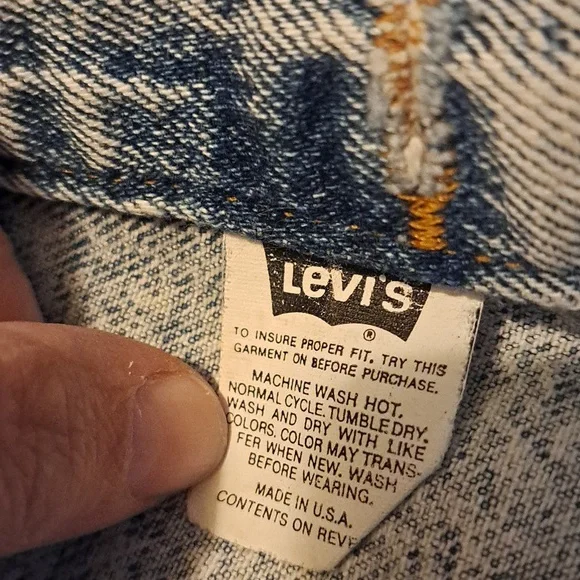 Levi's
®
TO INSURE PROPER FIT, TRY THIS
GARMENT ON BEFORE PURCHASE.
MACHINE WASH HOT.
NORMAL CYCLE. TUMBLE DRY.
WASH AND DRY WITH LIKE
COLORS. COLOR MAY TRANS-
FER WHEN NEW. WASH
BEFORE WEARING.
MADE IN U.S.A.
CONTENTS ON REV